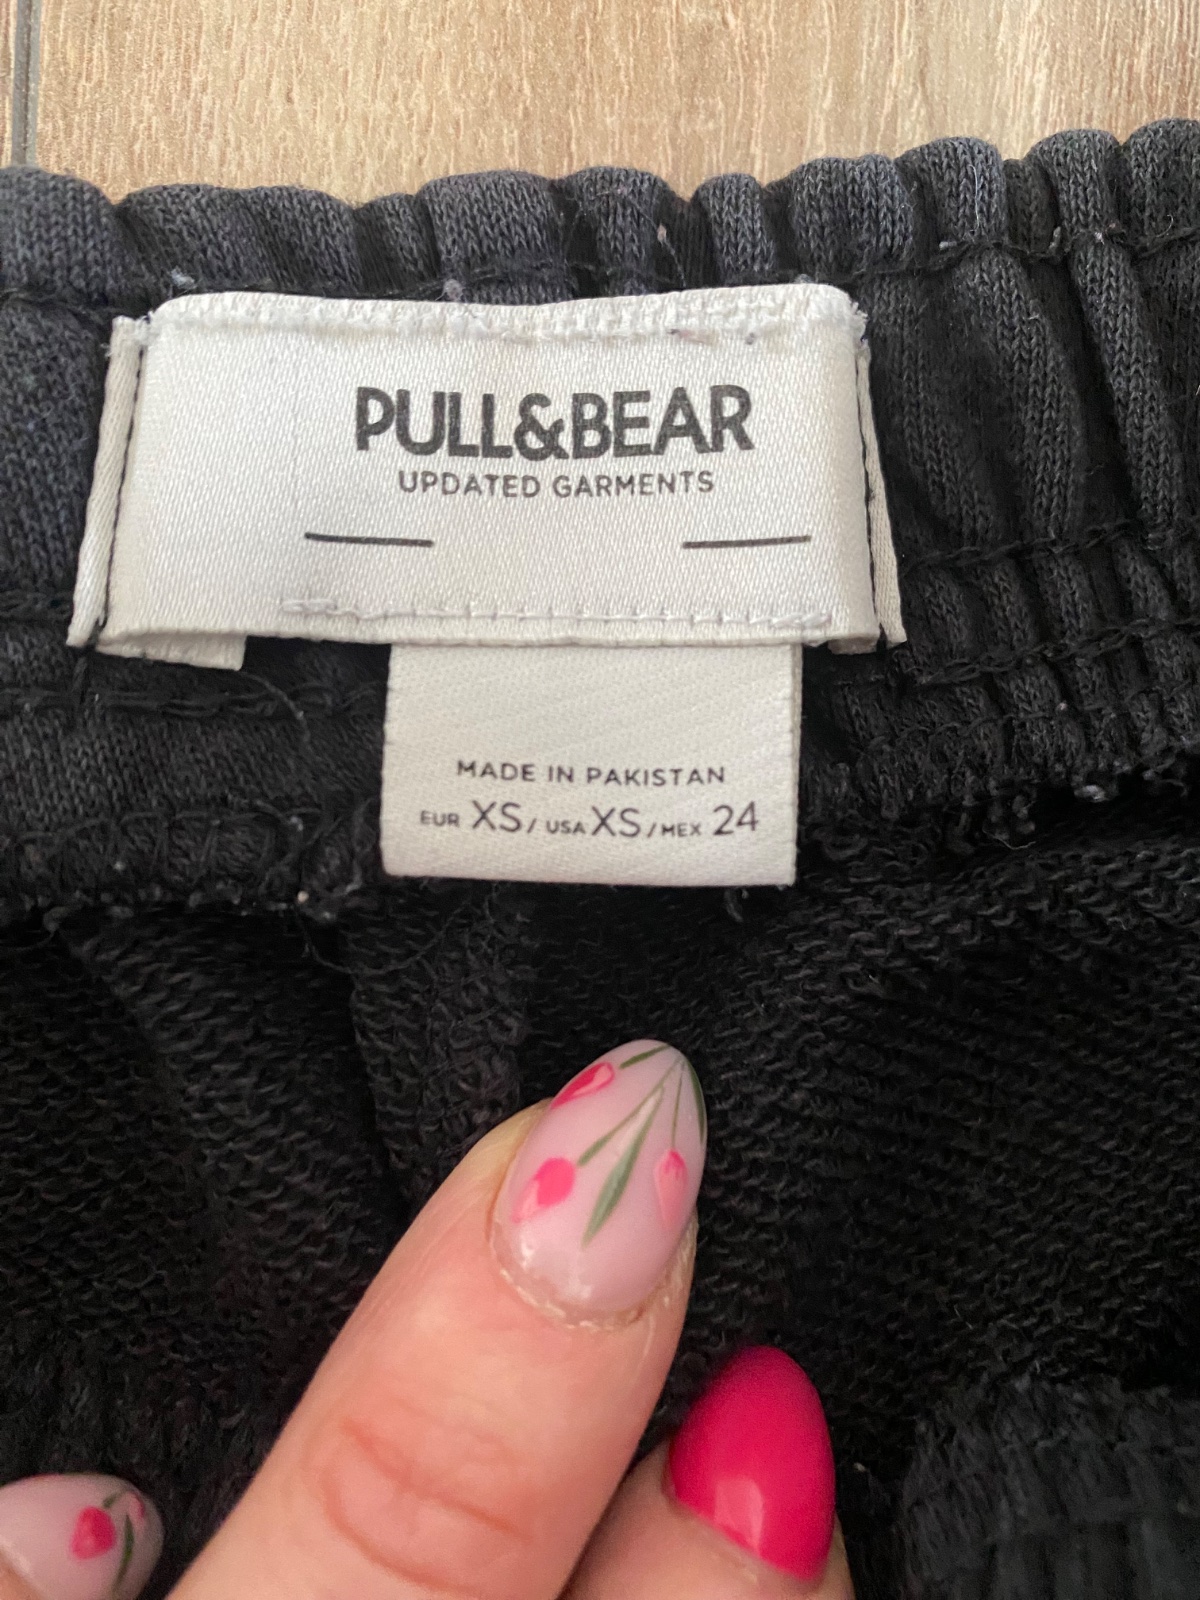 PULL&BEAR
UPDATED GARMENTS
MADE IN PAKISTAN
EUR XS / USA XS / MEX 24